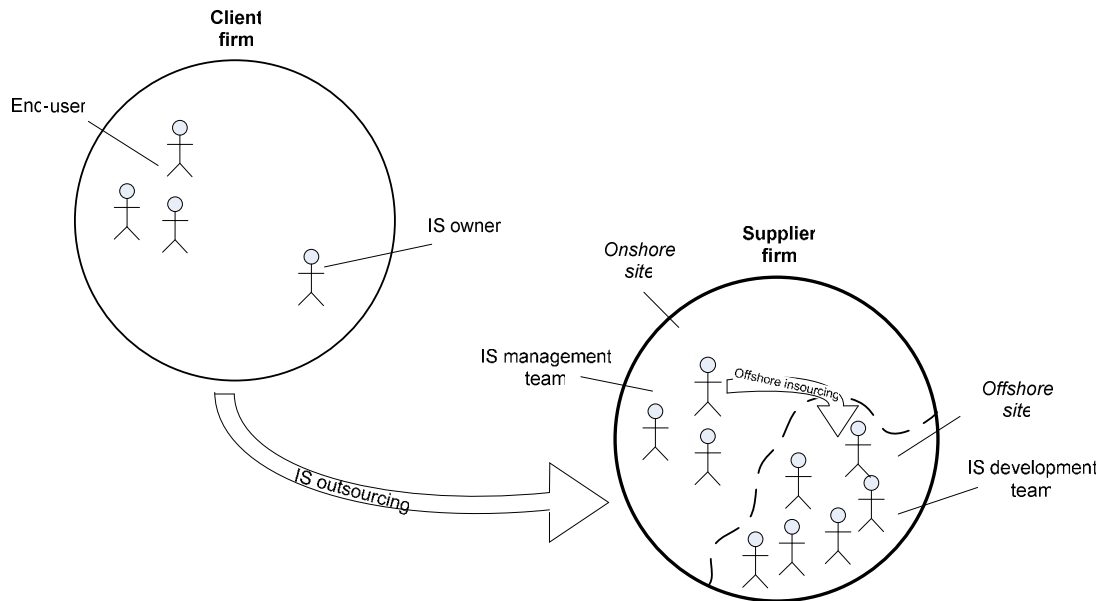 Client
firm
Enc-user
IS owner
Supplier
firm
Onshore
site
IS management
team
Offshore insourcing
Offshore
site
IS development
team
IS outsourcing